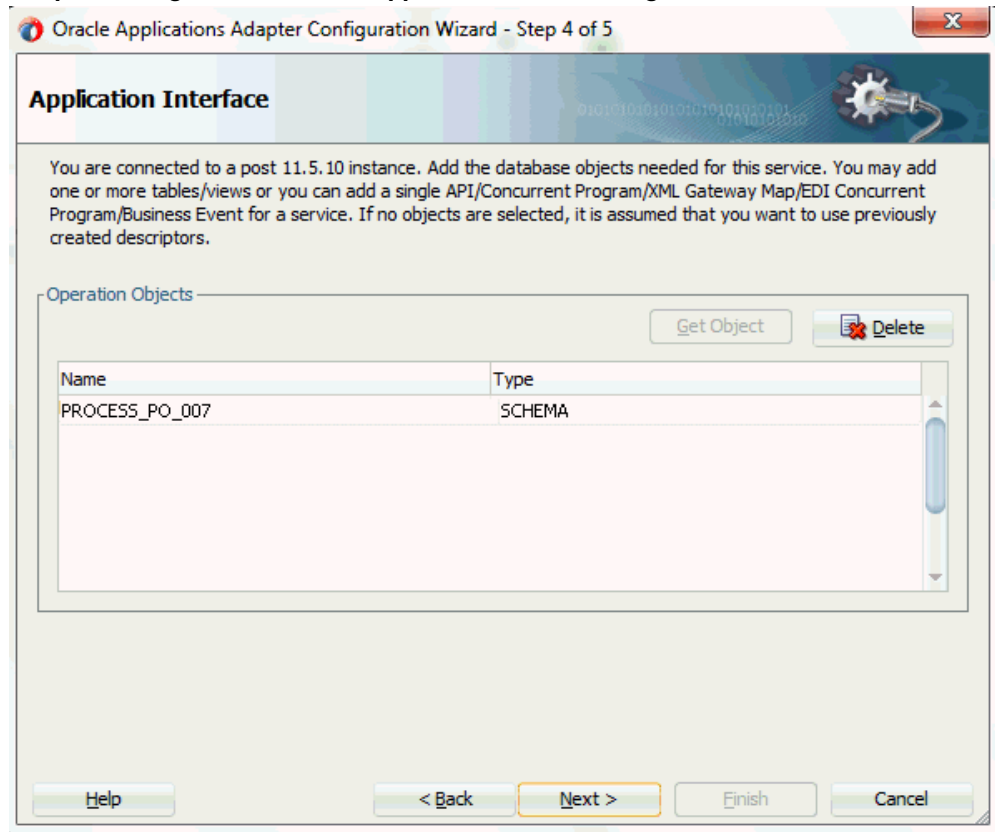 Oracle Applications Adapter Configuration Wizard - Step 4 of 5
Application Interface
You are connected to a post 11.5.10 instance. Add the database objects needed for this service. You may add
one or more tables/views or you can add a single API/Concurrent Program/XML Gateway Map/EDI Concurrent
Program/Business Event for a service. If no objects are selected, it is assumed that you want to use previously
created descriptors.
Operation Objects
Get Object Delete
Name Type
PROCESS_PO_007 SCHEMA
Help < Back Next > Finish Cancel